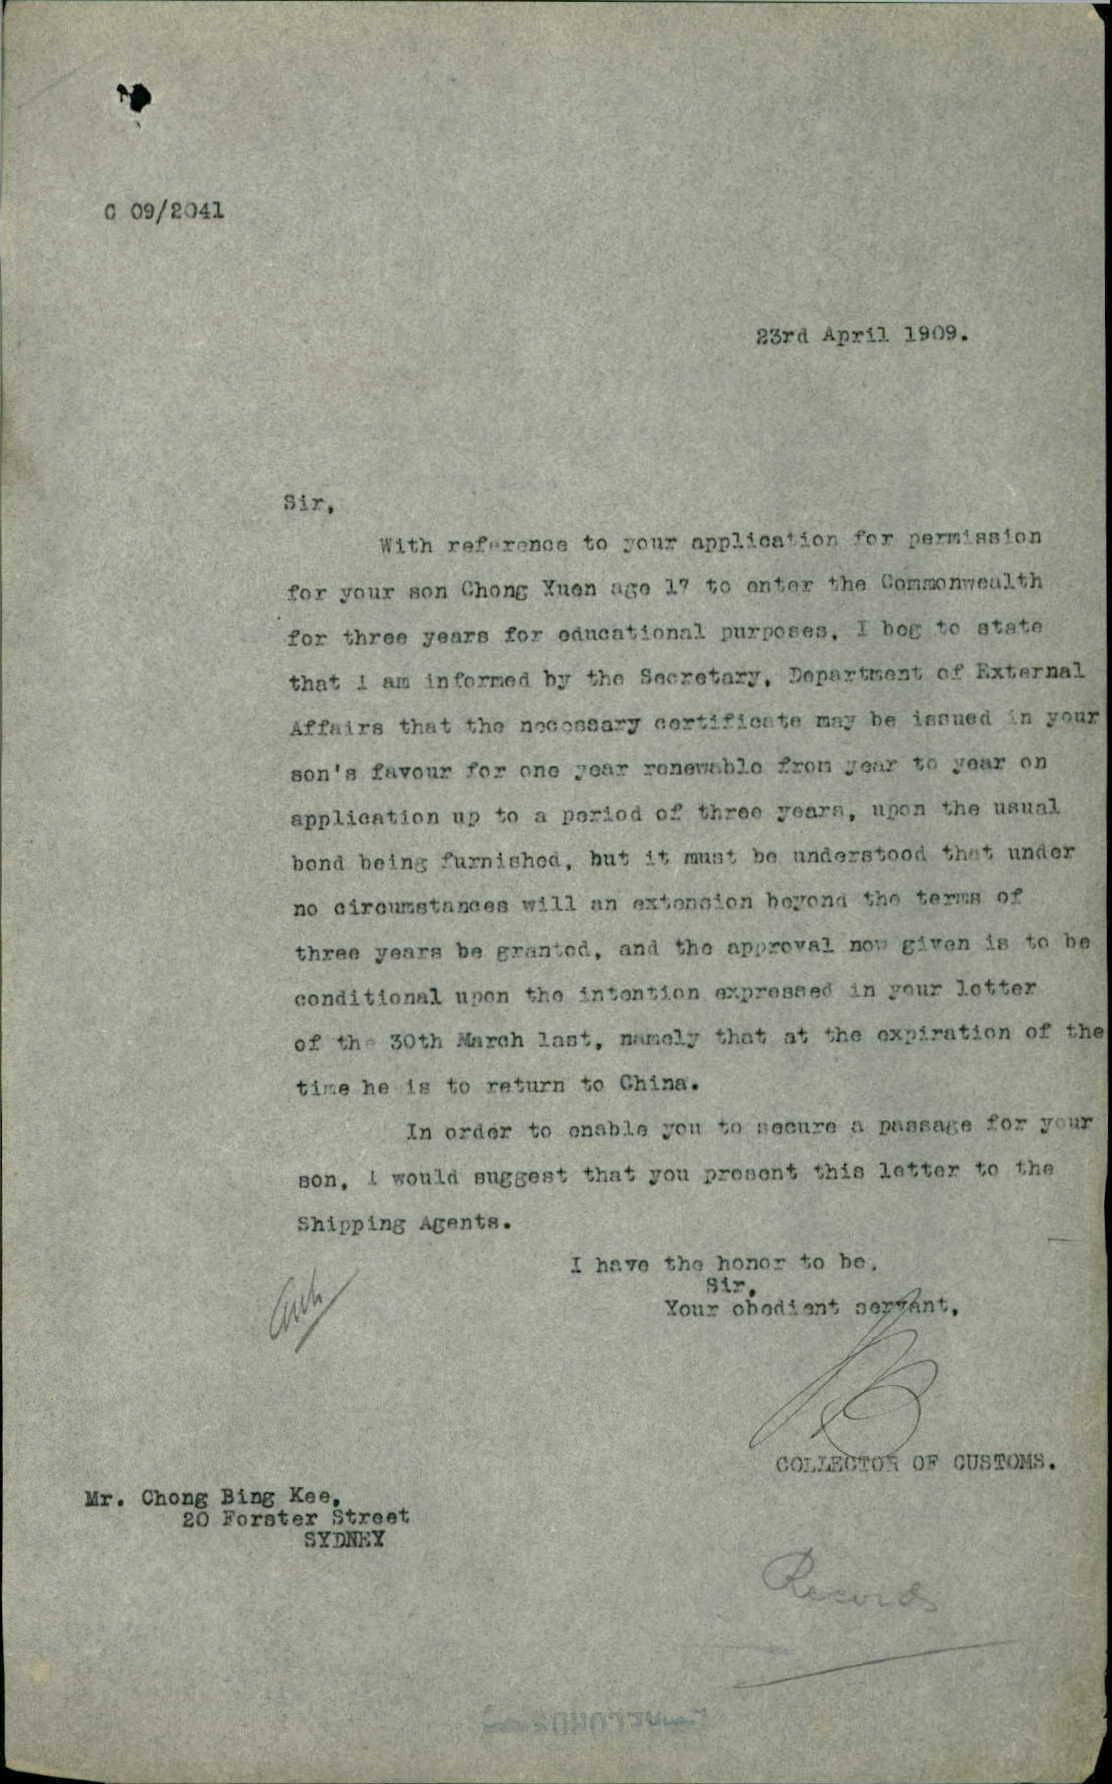 C 09/2041
23rd April 1909.
Sir,
With reference to your application for permission
for your son Chong Yuen age 17 to enter the Commonwealth
for three years for educational purposes, I beg to state
that I am informed by the Secretary, Department of External
Affairs that the necessary certificate may be issued in your
son's favour for one year renewable from year to year on
application up to a period of three years, upon the usual
bond being furnished, but it must be understood that under
no circumstances will an extension beyond the terms of
three years be granted, and the approval now given is to be
conditional upon the intention expressed in your letter
of the 30th March last, namely that at the expiration of the
time he is to return to China.
In order to enable you to secure a passage for your
son, I would suggest that you present this letter to the
Shipping Agents.
I have the honor to be,
Sir,
Your obedient servant,
COLLECTOR OF CUSTOMS.
Mr. Chong Bing Kee,
20 Forster Street
SYDNEY
Records